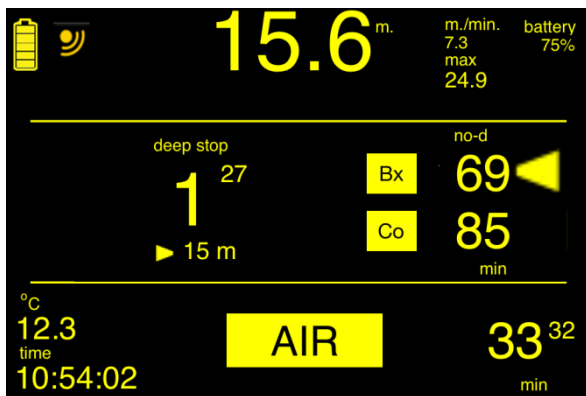 15.6 m.
m./min.
7.3
max
24.9
battery
75%
deep stop
1 27
15 m
no-d
Bx 69
Co 85
min
°C
12.3
time
10:54:02
AIR
33 32
min